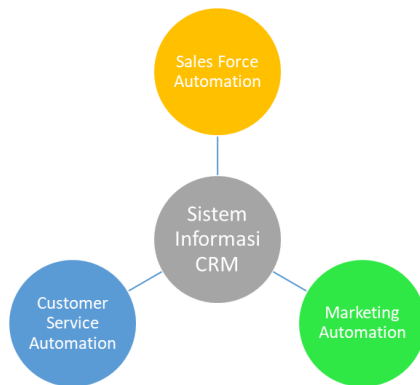 Sales Force
Automation
Sistem
Informasi
CRM
Customer
Service
Automation
Marketing
Automation